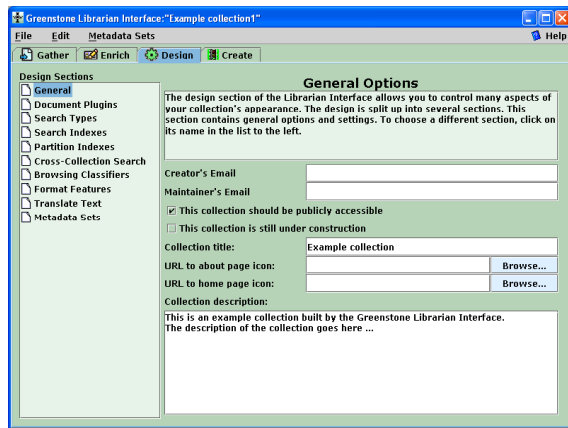 Greenstone Librarian Interface:"Example collection1"
File Edit Metadata Sets Help
Gather Enrich Design Create
Design Sections
General
Document Plugins
Search Types
Search Indexes
Partition Indexes
Cross-Collection Search
Browsing Classifiers
Format Features
Translate Text
Metadata Sets
General Options
The design section of the Librarian Interface allows you to control many aspects of
your collection's appearance. The design is split up into several sections. This
section contains general options and settings. To choose a different section, click on
its name in the list to the left.
Creator's Email
Maintainer's Email
This collection should be publicly accessible
This collection is still under construction
Collection title: Example collection
URL to about page icon: Browse...
URL to home page icon: Browse...
Collection description:
This is an example collection built by the Greenstone Librarian Interface.
The description of the collection goes here ...